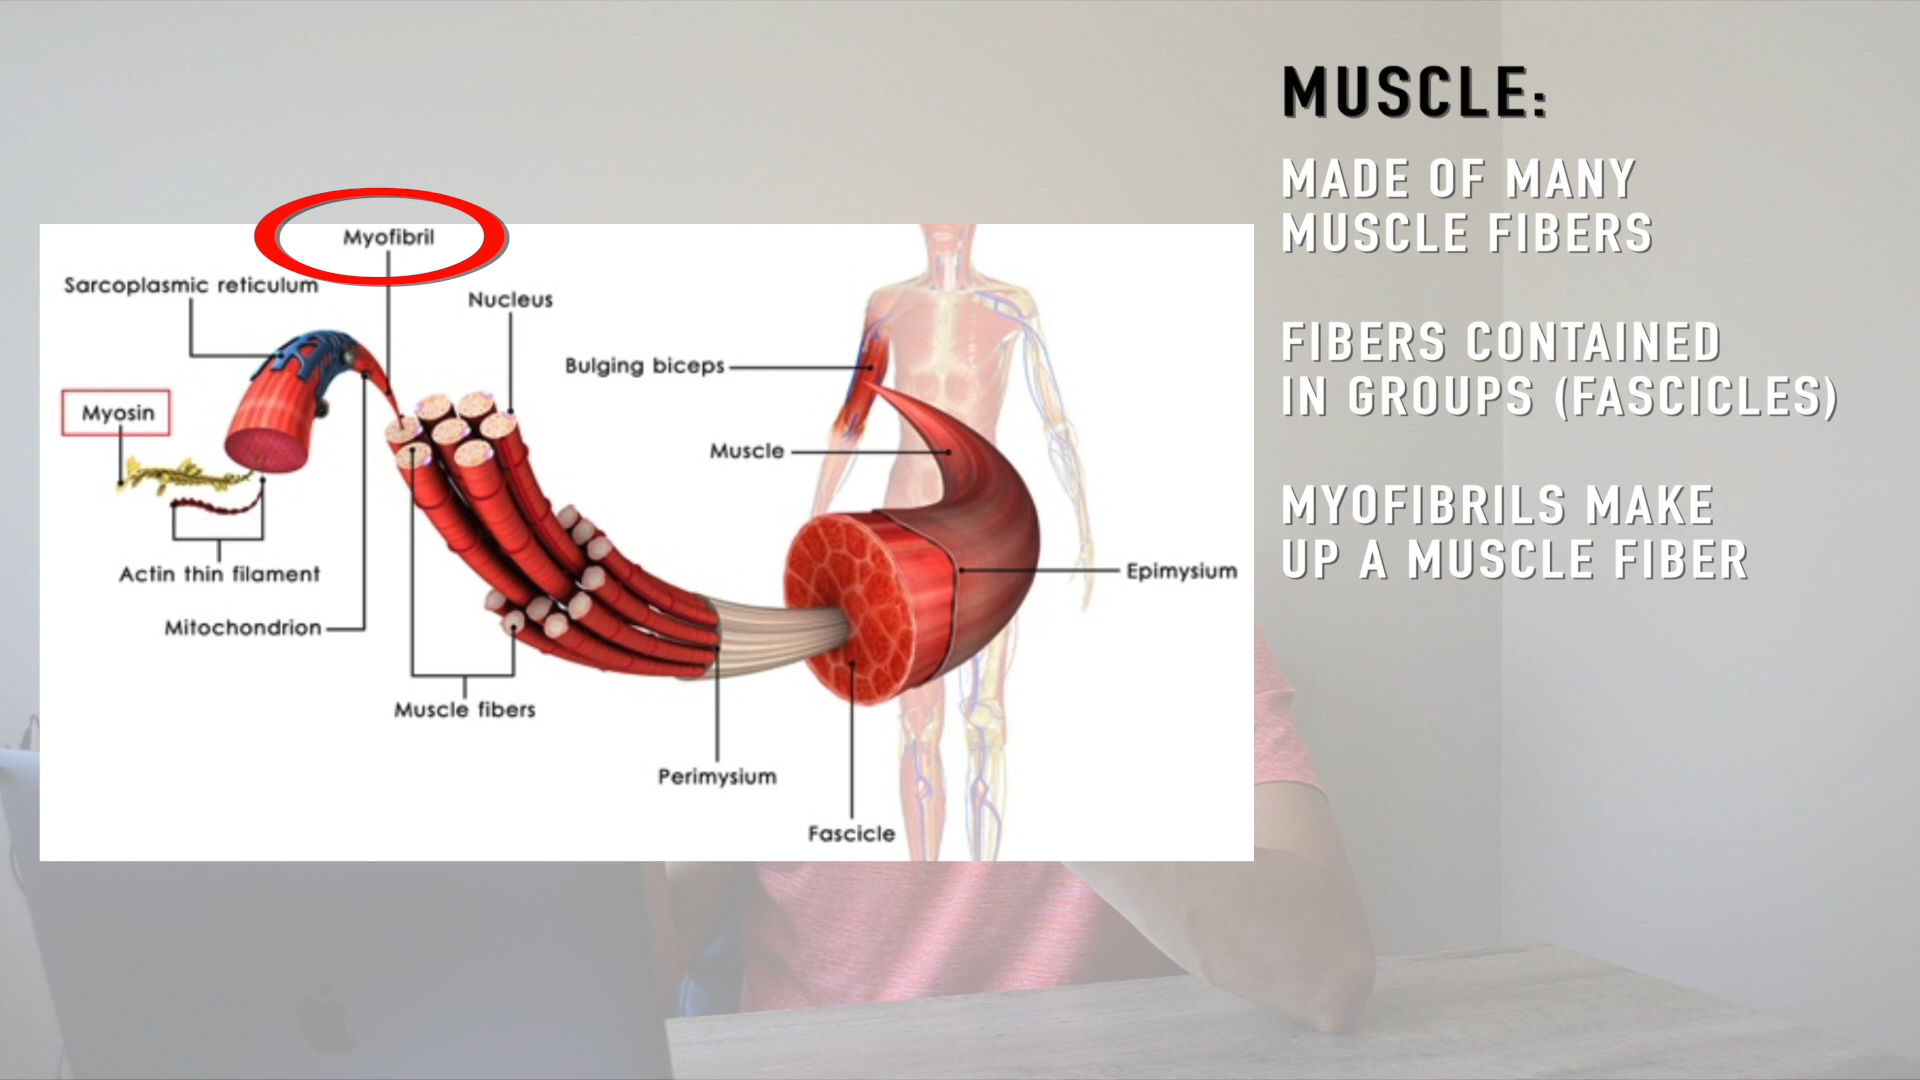 MUSCLE:
MADE OF MANY
MUSCLE FIBERS
FIBERS CONTAINED
IN GROUPS (FASCICLES)
MYOFIBRILS MAKE
UP A MUSCLE FIBER
Myofibril
Sarcoplasmic reticulum
Nucleus
Bulging biceps
Myosin
Muscle
Actin thin filament
Epimysium
Mitochondrion
Muscle fibers
Perimysium
Fascicle